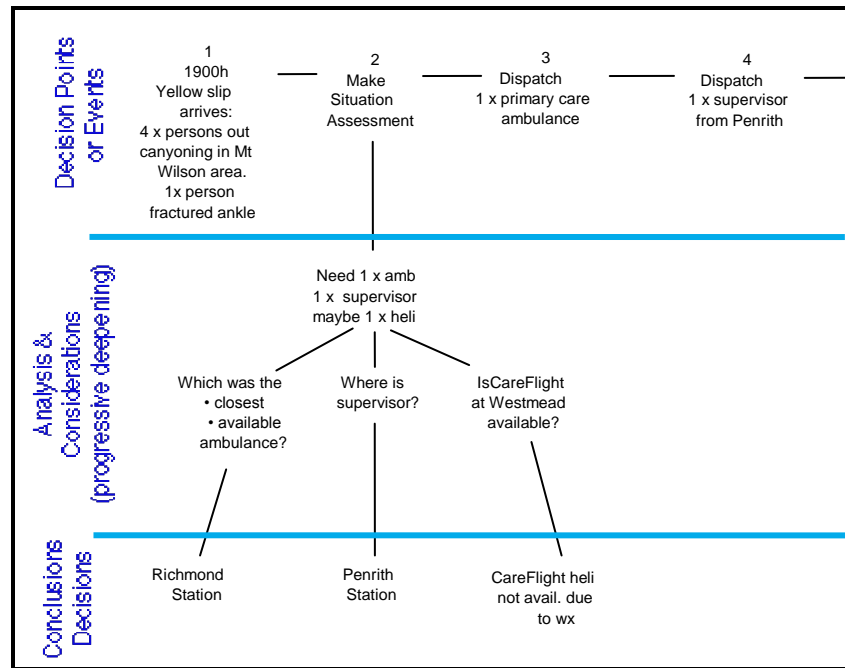 Decision Points
or Events
1
1900h
Yellow slip
arrives:
4 x persons out
canyoning in Mt
Wilson area.
1x person
fractured ankle
2
Make
Situation
Assessment
3
Dispatch
1 x primary care
ambulance
4
Dispatch
1 x supervisor
from Penrith
Analysis &
Considerations
(progressive deepening)
Need 1 x amb
1 x supervisor
maybe 1 x heli
Which was the
• closest
• available
ambulance?
Where is
supervisor?
IsCareFlight
at Westmead
available?
Conclusions
Decisions
Richmond
Station
Penrith
Station
CareFlight heli
not avail. due
to wx